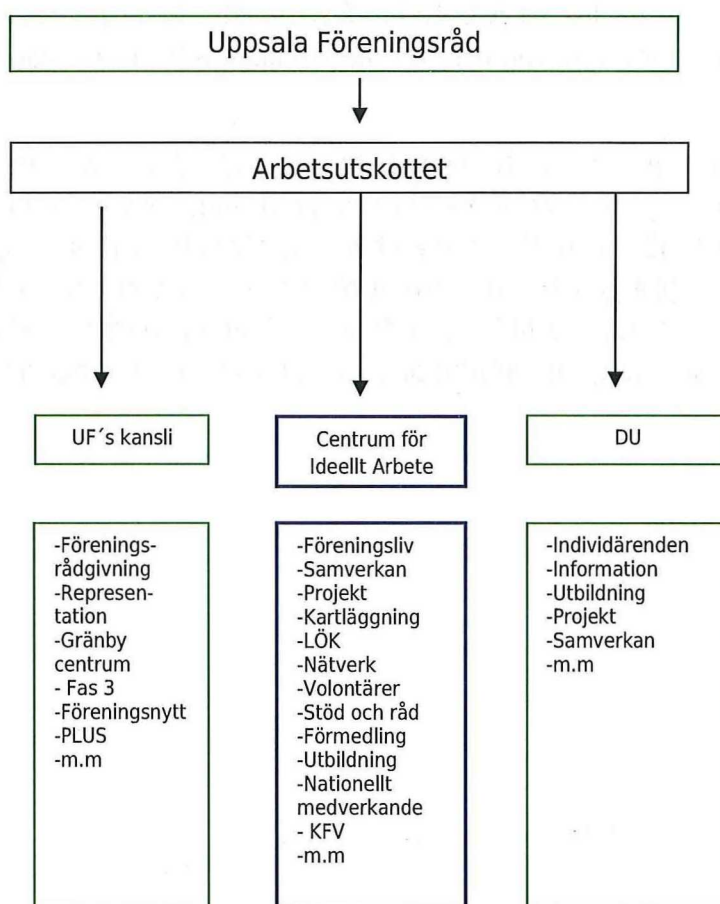 Uppsala Föreningsråd
Arbetsutskottet
UF´s kansli
Centrum för
Ideellt Arbete
DU
-Förenings-
rådgivning
-Represen-
tation
-Gränby
centrum
- Fas 3
-Föreningsnytt
-PLUS
-m.m
-Föreningsliv
-Samverkan
-Projekt
-Kartläggning
-LÖK
-Nätverk
-Volontärer
-Stöd och råd
-Förmedling
-Utbildning
-Nationellt
medverkande
- KFV
-m.m
-Individärenden
-Information
-Utbildning
-Projekt
-Samverkan
-m.m